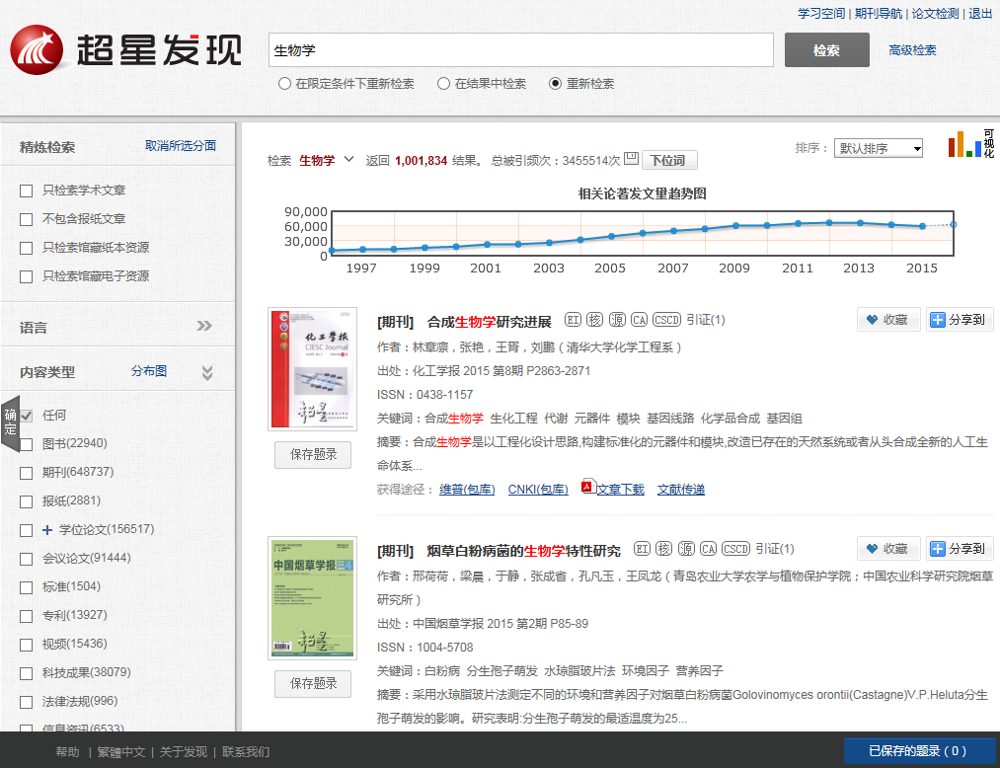 学习空间 | 期刊导航 | 论文检测 | 退出
超星发现
生物学
检索
高级检索
在限定条件下重新检索
在结果中检索
重新检索
精炼检索
取消所选分面
只检索学术文章
不包含报纸文章
只检索馆藏纸本资源
只检索馆藏电子资源
语言
内容类型
分布图
确定
任何
图书(22940)
期刊(648737)
报纸(2881)
学位论文(156517)
会议论文(91444)
标准(1504)
专利(13927)
视频(15436)
科技成果(38079)
法律法规(996)
信息资讯(6533)
检索 生物学 返回 1,001,834 结果。 总被引频次：3455514次
下位词
排序：
默认排序
可视化
相关论著发文量趋势图
90,000
60,000
30,000
0
1997 1999 2001 2003 2005 2007 2009 2011 2013 2015
化工学报
CIESC Journal
超星
保存题录
[期刊] 合成生物学研究进展 EI 核 源 CA CSCD 引证(1)
收藏
分享到
作者：林章凛，张艳，王胥，刘鹏（清华大学化学工程系）
出处：化工学报 2015 第8期 P2863-2871
ISSN：0438-1157
关键词：合成生物学 生化工程 代谢 元器件 模块 基因线路 化学品合成 基因组
摘要：合成生物学是以工程化设计思路,构建标准化的元器件和模块,改造已存在的天然系统或者从头合成全新的人工生
命体系...
获得途径： 维普(包库) CNKI(包库) 文章下载 文献传递
中国烟草学报
超星
保存题录
[期刊] 烟草白粉病菌的生物学特性研究 EI 核 源 CA CSCD 引证(1)
收藏
分享到
作者：邢荷荷，梁晨，于静，张成省，孔凡玉，王凤龙（青岛农业大学农学与植物保护学院；中国农业科学研究院烟草
研究所）
出处：中国烟草学报 2015 第2期 P85-89
ISSN：1004-5708
关键词：白粉病 分生孢子萌发 水琼脂玻片法 环境因子 营养因子
摘要：采用水琼脂玻片法测定不同的环境和营养因子对烟草白粉病菌Golovinomyces orontii(Castagne)V.P.Heluta分生
孢子萌发的影响。研究表明:分生孢子萌发的最适温度为25...
帮助 | 繁體中文 | 关于发现 | 联系我们
已保存的题录 ( 0 )